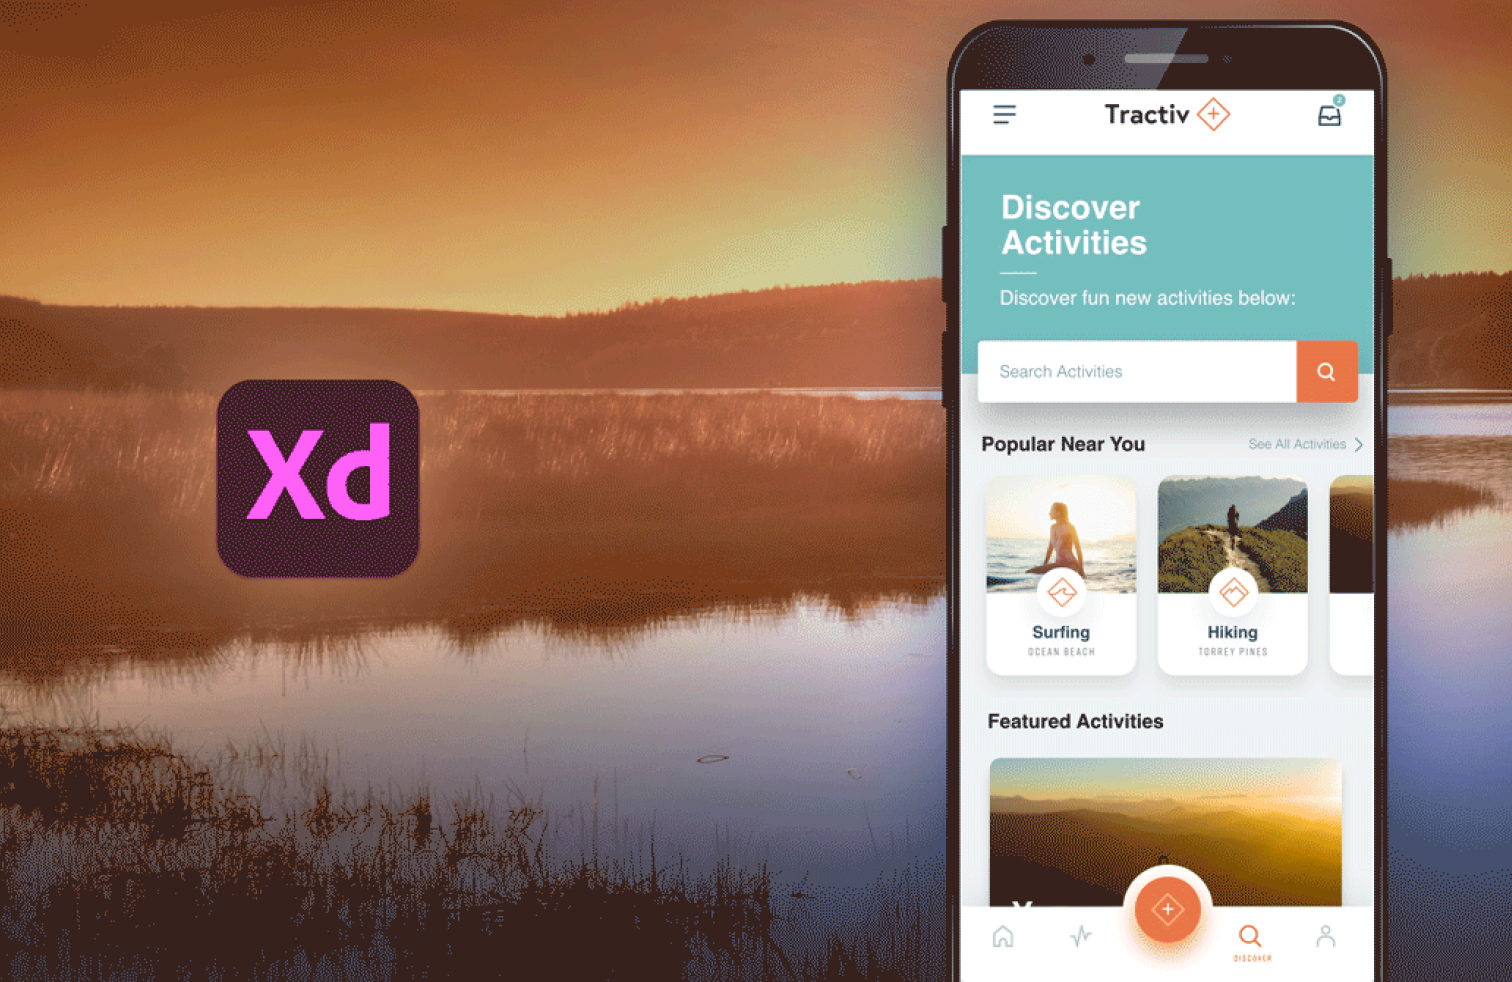 Xd
Tractiv
2
Discover
Activities
Discover fun new activities below:
Search Activities
Popular Near You
See All Activities
Surfing
OCEAN BEACH
Hiking
TORREY PINES
Featured Activities
DISCOVER